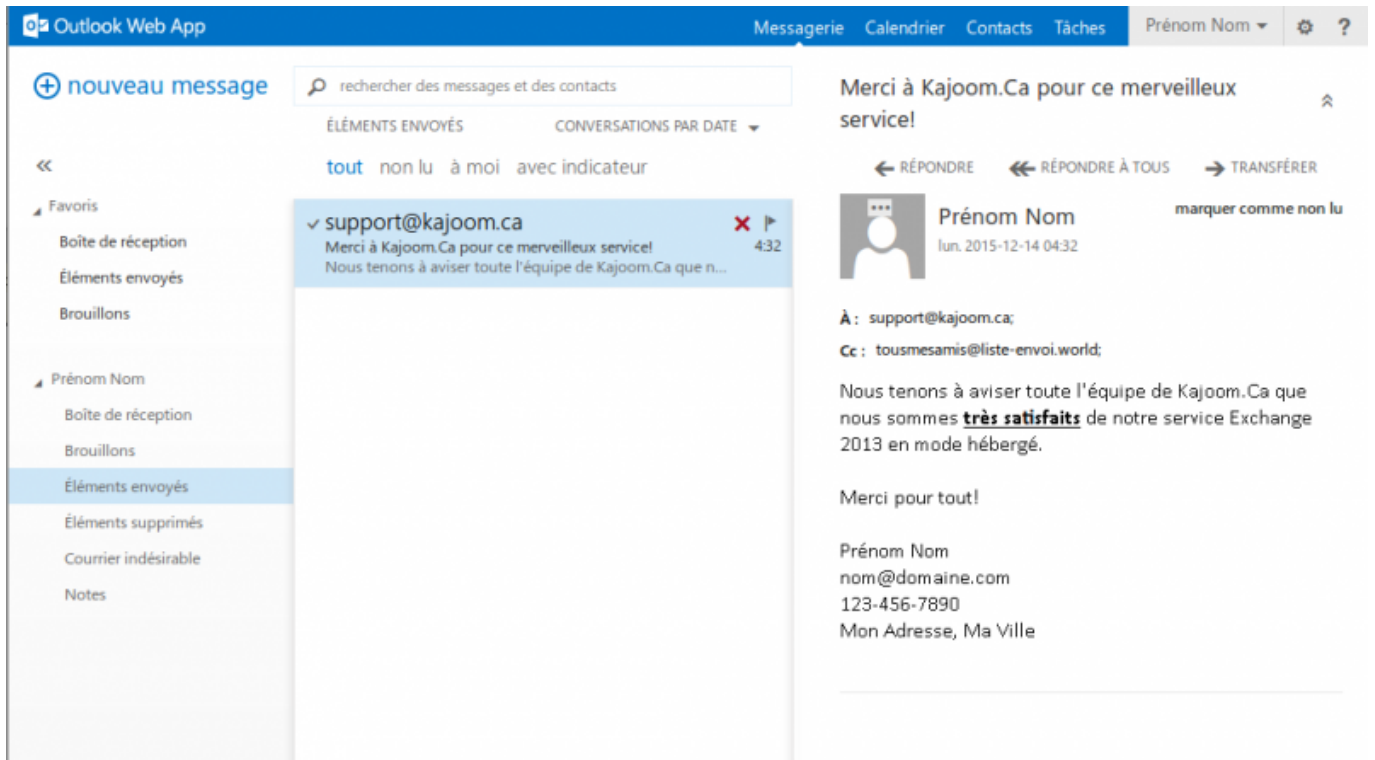 Outlook Web App
Messagerie Calendrier Contacts Tâches Prénom Nom ?
nouveau message
rechercher des messages et des contacts
ÉLÉMENTS ENVOYÉS CONVERSATIONS PAR DATE
tout non lu à moi avec indicateur
Favoris
Boîte de réception
Éléments envoyés
Brouillons
Prénom Nom
Boîte de réception
Brouillons
Éléments envoyés
Éléments supprimés
Courrier indésirable
Notes
support@kajoom.ca
Merci à Kajoom.Ca pour ce merveilleux service! 4:32
Nous tenons à aviser toute l'équipe de Kajoom.Ca que n...
Merci à Kajoom.Ca pour ce merveilleux
service!
RÉPONDRE RÉPONDRE À TOUS TRANSFÉRER
Prénom Nom marquer comme non lu
lun. 2015-12-14 04:32
À : support@kajoom.ca;
Cc : tousmesamis@liste-envoi.world;
Nous tenons à aviser toute l'équipe de Kajoom.Ca que
nous sommes très satisfaits de notre service Exchange
2013 en mode hébergé.
Merci pour tout!
Prénom Nom
nom@domaine.com
123-456-7890
Mon Adresse, Ma Ville